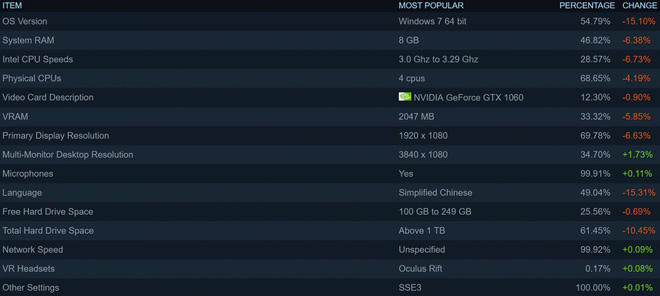 ITEM MOST POPULAR PERCENTAGE CHANGE
OS Version Windows 7 64 bit 54.79% -15.10%
System RAM 8 GB 46.82% -6.38%
Intel CPU Speeds 3.0 Ghz to 3.29 Ghz 28.57% -6.73%
Physical CPUs 4 cpus 68.65% -4.19%
Video Card Description NVIDIA GeForce GTX 1060 12.30% -0.90%
VRAM 2047 MB 33.32% -5.85%
Primary Display Resolution 1920 x 1080 69.78% -6.63%
Multi-Monitor Desktop Resolution 3840 x 1080 34.70% +1.73%
Microphones Yes 99.91% +0.11%
Language Simplified Chinese 49.04% -15.31%
Free Hard Drive Space 100 GB to 249 GB 25.56% -0.69%
Total Hard Drive Space Above 1 TB 61.45% -10.45%
Network Speed Unspecified 99.92% +0.09%
VR Headsets Oculus Rift 0.17% +0.08%
Other Settings SSE3 100.00% +0.01%